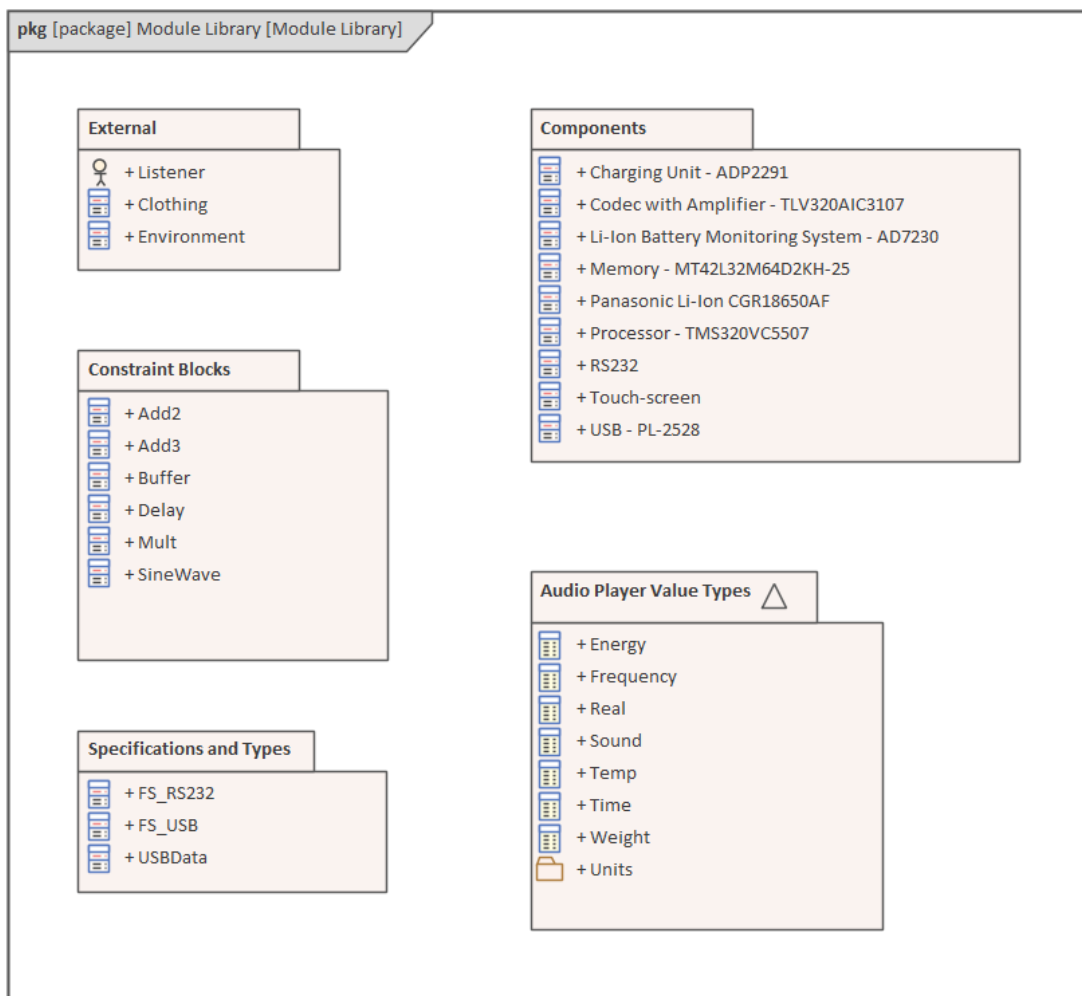 pkg [package] Module Library [Module Library]
External
+ Listener
+ Clothing
+ Environment
Components
+ Charging Unit - ADP2291
+ Codec with Amplifier - TLV320AIC3107
+ Li-Ion Battery Monitoring System - AD7230
+ Memory - MT42L32M64D2KH-25
+ Panasonic Li-Ion CGR18650AF
+ Processor - TMS320VC5507
+ RS232
+ Touch-screen
+ USB - PL-2528
Constraint Blocks
+ Add2
+ Add3
+ Buffer
+ Delay
+ Mult
+ SineWave
Audio Player Value Types
+ Energy
+ Frequency
+ Real
+ Sound
+ Temp
+ Time
+ Weight
+ Units
Specifications and Types
+ FS_RS232
+ FS_USB
+ USBData